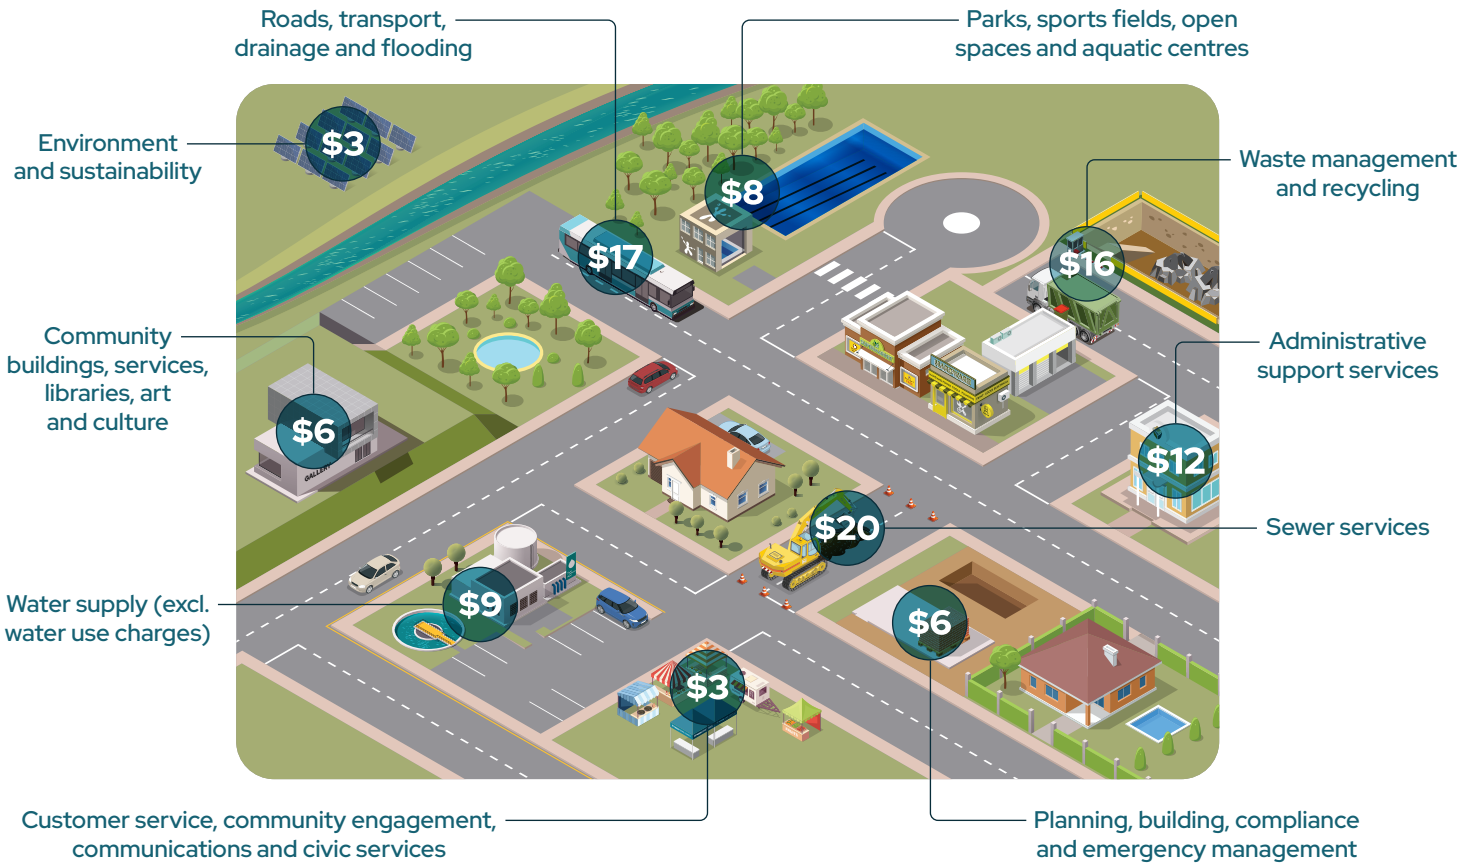 Roads, transport,
drainage and flooding
Parks, sports fields, open
spaces and aquatic centres
Environment
and sustainability
$3
$8
Waste management
and recycling
$17
$16
Community
buildings, services,
libraries, art
and culture
Administrative
support services
$6
GALLERY
$12
$20
Sewer services
Water supply (excl.
water use charges)
$9
$6
$3
Customer service, community engagement,
communications and civic services
Planning, building, compliance
and emergency management